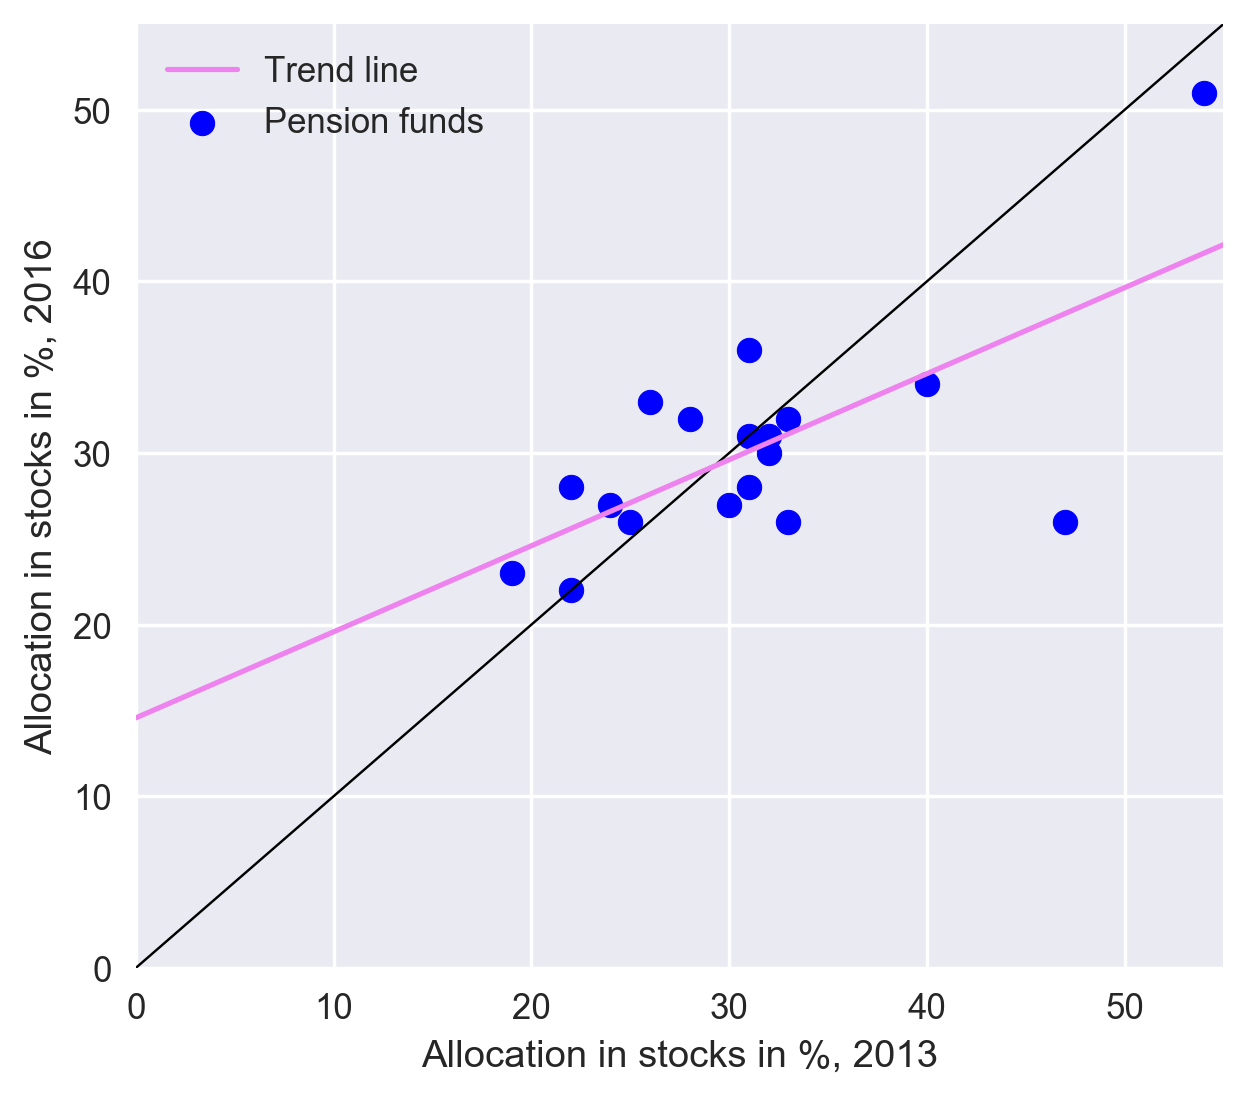 Trend line
Pension funds
50
40
30
20
10
0
Allocation in stocks in %, 2016
0 10 20 30 40 50
Allocation in stocks in %, 2013